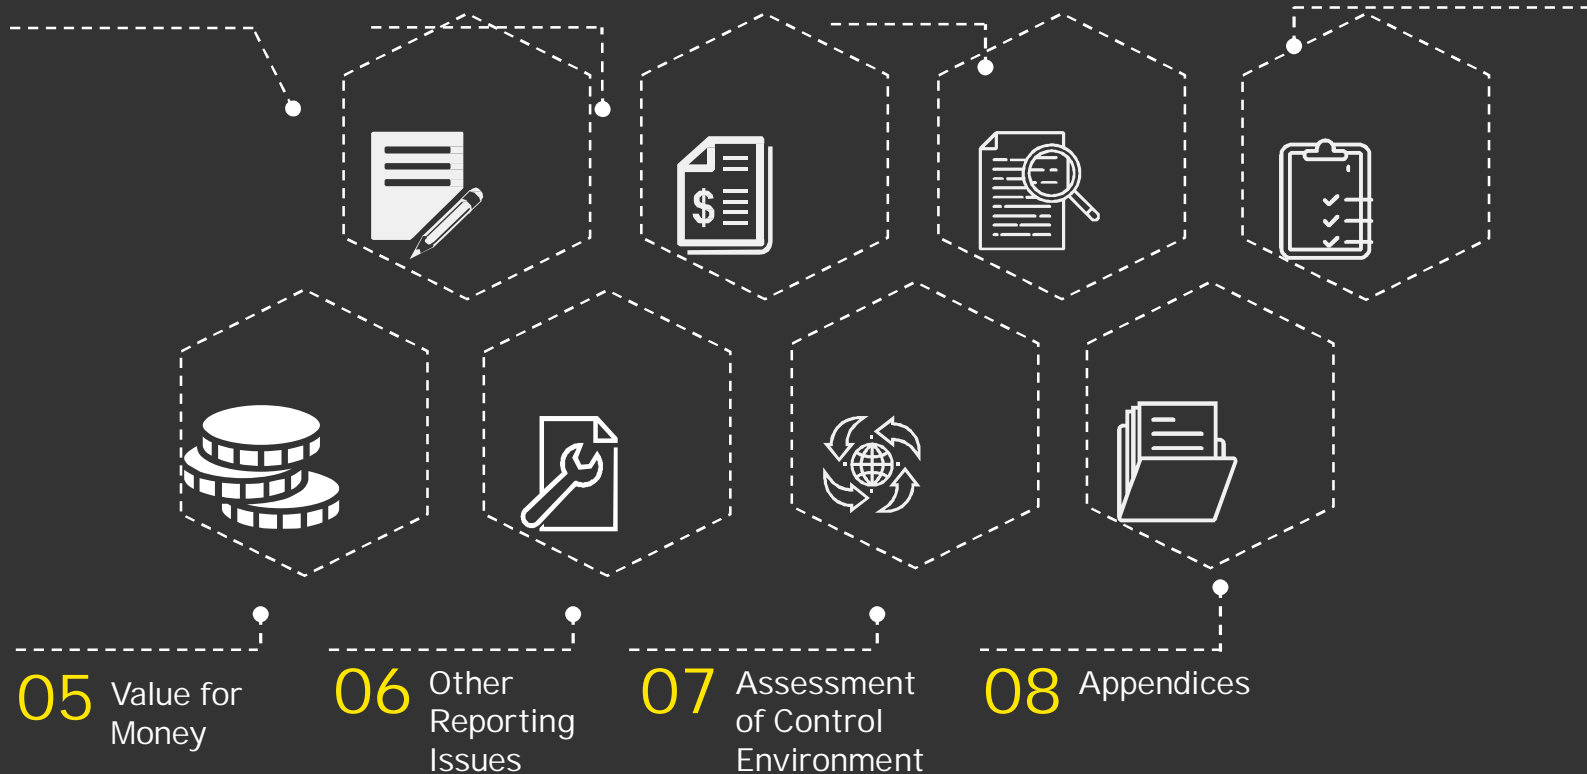 $
05 Value for
Money
06 Other
Reporting
Issues
07 Assessment
of Control
Environment
08 Appendices